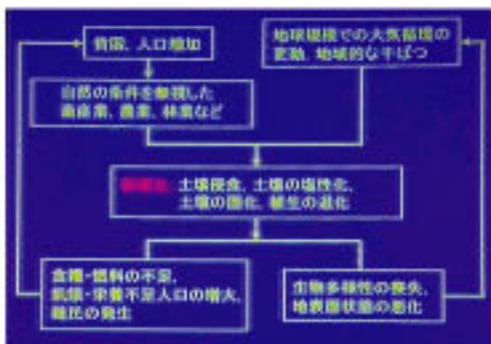 貧困、人口増加
地球規模での大気循環の
変動、地域的な干ばつ
自然の条件を無視した
畜産業、農業、林業など
砂漠化: 土壌侵食、土壌の塩性化、
土壌の固化、植生の退化
食糧・燃料の不足、
飢餓・栄養不足人口の増大、
難民の発生
生物多様性の喪失、
地表面状態の悪化